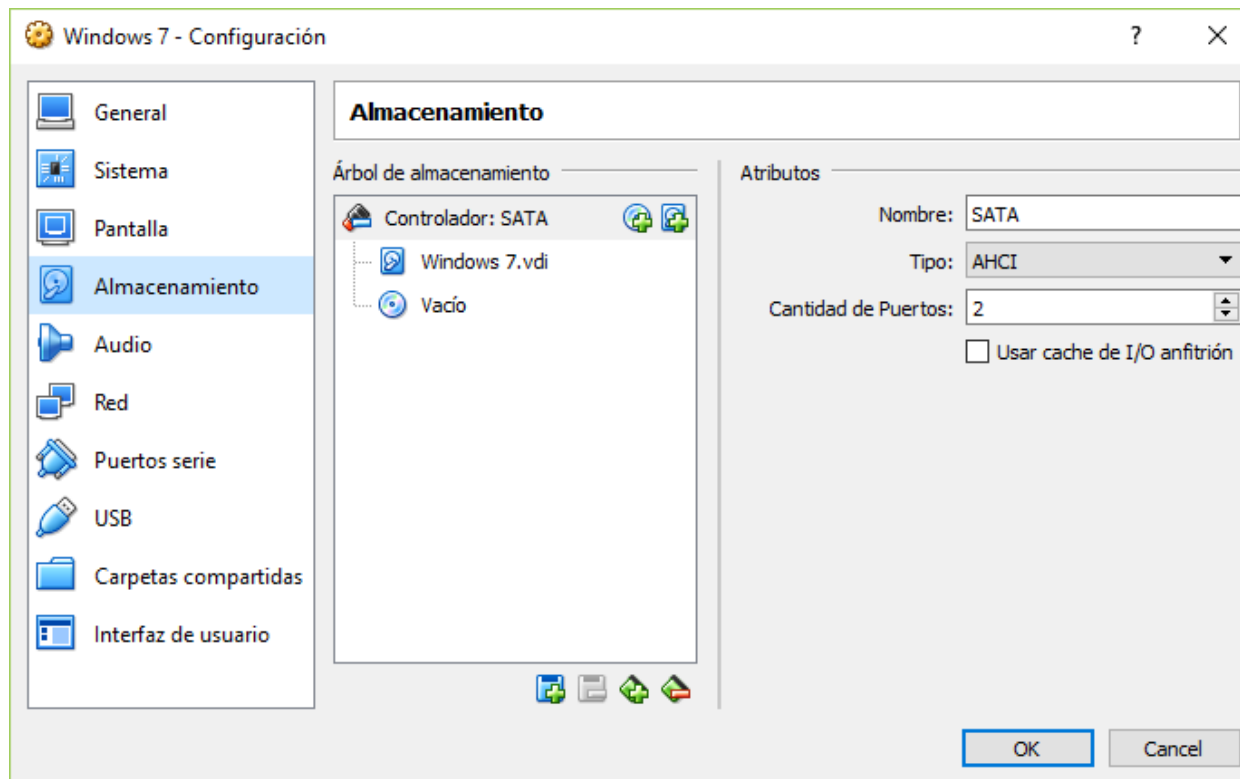 Windows 7 - Configuración
?
General
Sistema
Pantalla
Almacenamiento
Audio
Red
Puertos serie
USB
Carpetas compartidas
Interfaz de usuario
Almacenamiento
Árbol de almacenamiento
Controlador: SATA
Windows 7.vdi
Vacío
Atributos
Nombre: SATA
Tipo: AHCI
Cantidad de Puertos: 2
Usar cache de I/O anfitrión
OK Cancel